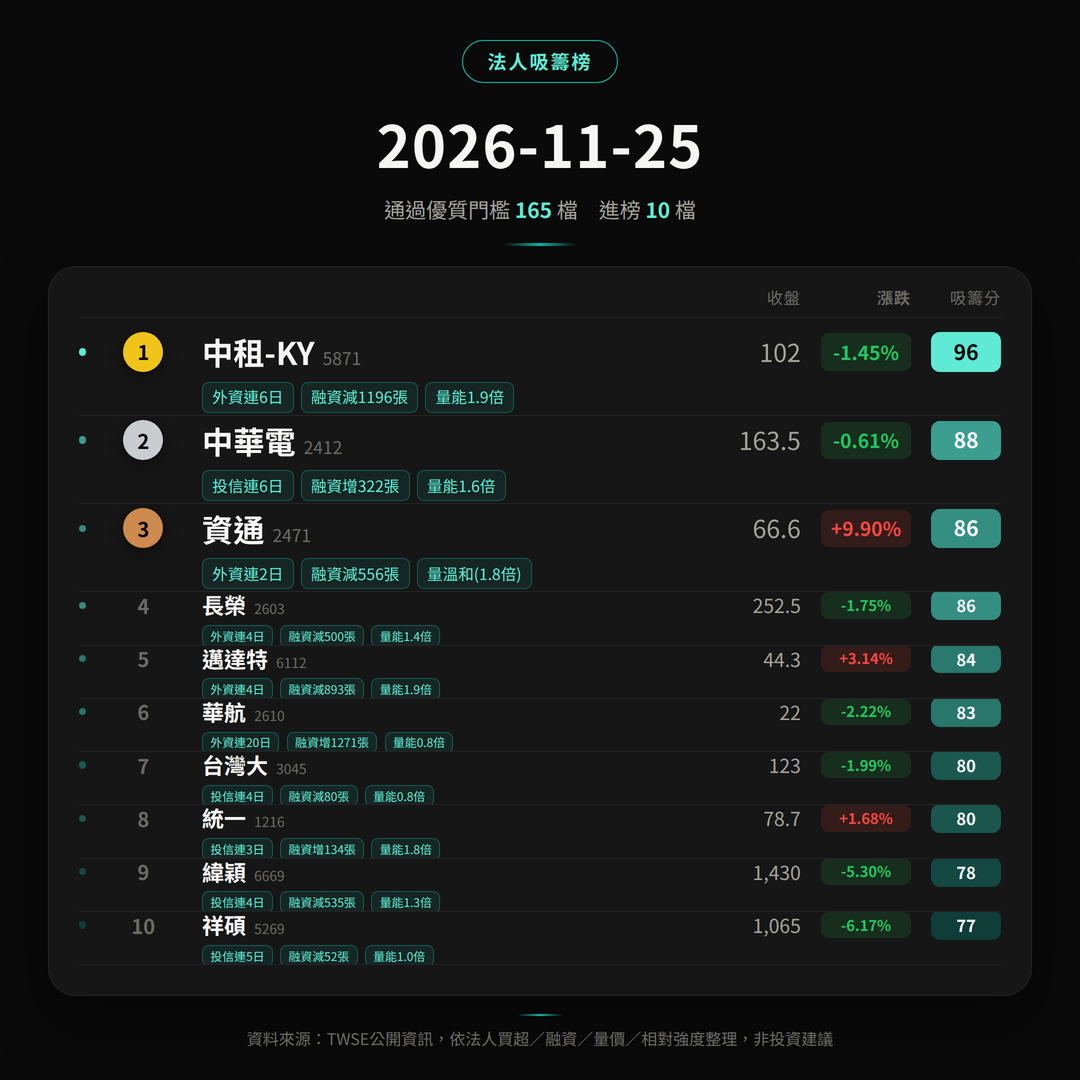 法人吸籌榜
2026-11-25
通過優質門檻 165 檔 進榜 10 檔
收盤 漲跌 吸籌分
1 中租-KY 5871 102 -1.45% 96
外資連6日 融資減1196張 量能1.9倍
2 中華電 2412 163.5 -0.61% 88
投信連6日 融資增322張 量能1.6倍
3 資通 2471 66.6 +9.90% 86
外資連2日 融資減556張 量溫和(1.8倍)
4 長榮 2603 252.5 -1.75% 86
外資連4日 融資減500張 量能1.4倍
5 邁達特 6112 44.3 +3.14% 84
外資連4日 融資減893張 量能1.9倍
6 華航 2610 22 -2.22% 83
外資連20日 融資增1271張 量能0.8倍
7 台灣大 3045 123 -1.99% 80
投信連4日 融資減80張 量能0.8倍
8 統一 1216 78.7 +1.68% 80
投信連3日 融資增134張 量能1.8倍
9 緯穎 6669 1,430 -5.30% 78
投信連4日 融資減535張 量能1.3倍
10 祥碩 5269 1,065 -6.17% 77
投信連5日 融資減52張 量能1.0倍
資料來源：TWSE公開資訊，依法人買超／融資／量價／相對強度整理，非投資建議